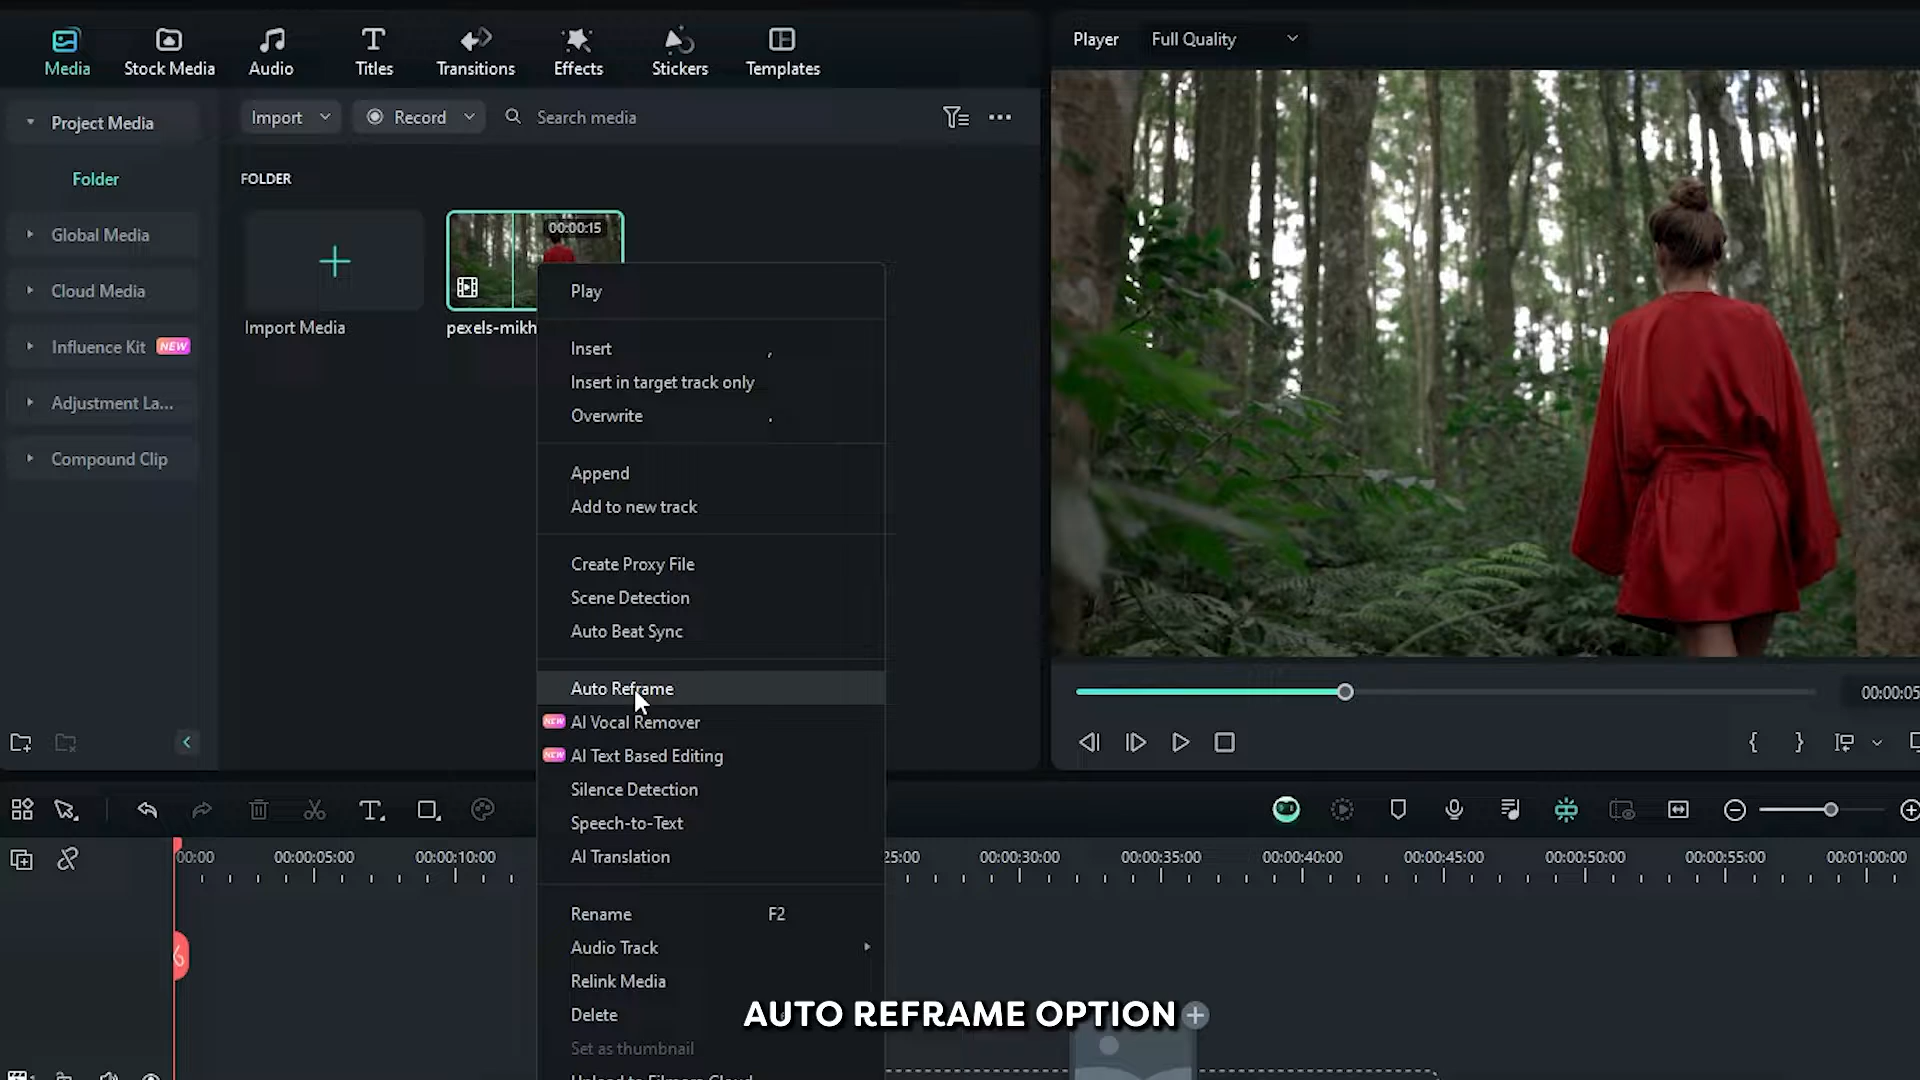 Media
Stock Media
Audio
Titles
Transitions
Effects
Stickers
Templates
Player
Full Quality
Project Media
Import
Record
Search media
Folder
FOLDER
Global Media
00:00:15
Cloud Media
Import Media
pexels-mikh
Influence Kit NEW
Adjustment La...
Compound Clip
Play
Insert ,
Insert in target track only
Overwrite .
Append
Add to new track
Create Proxy File
Scene Detection
Auto Beat Sync
Auto Reframe
NEW AI Vocal Remover
NEW AI Text Based Editing
Silence Detection
Speech-to-Text
AI Translation
Rename F2
Audio Track
Relink Media
Delete
Set as thumbnail
00:00:05
{ }
00:00 00:00:05:00 00:00:10:00 25:00 00:00:30:00 00:00:35:00 00:00:40:00 00:00:45:00 00:00:50:00 00:00:55:00 00:01:00:00
AUTO REFRAME OPTION